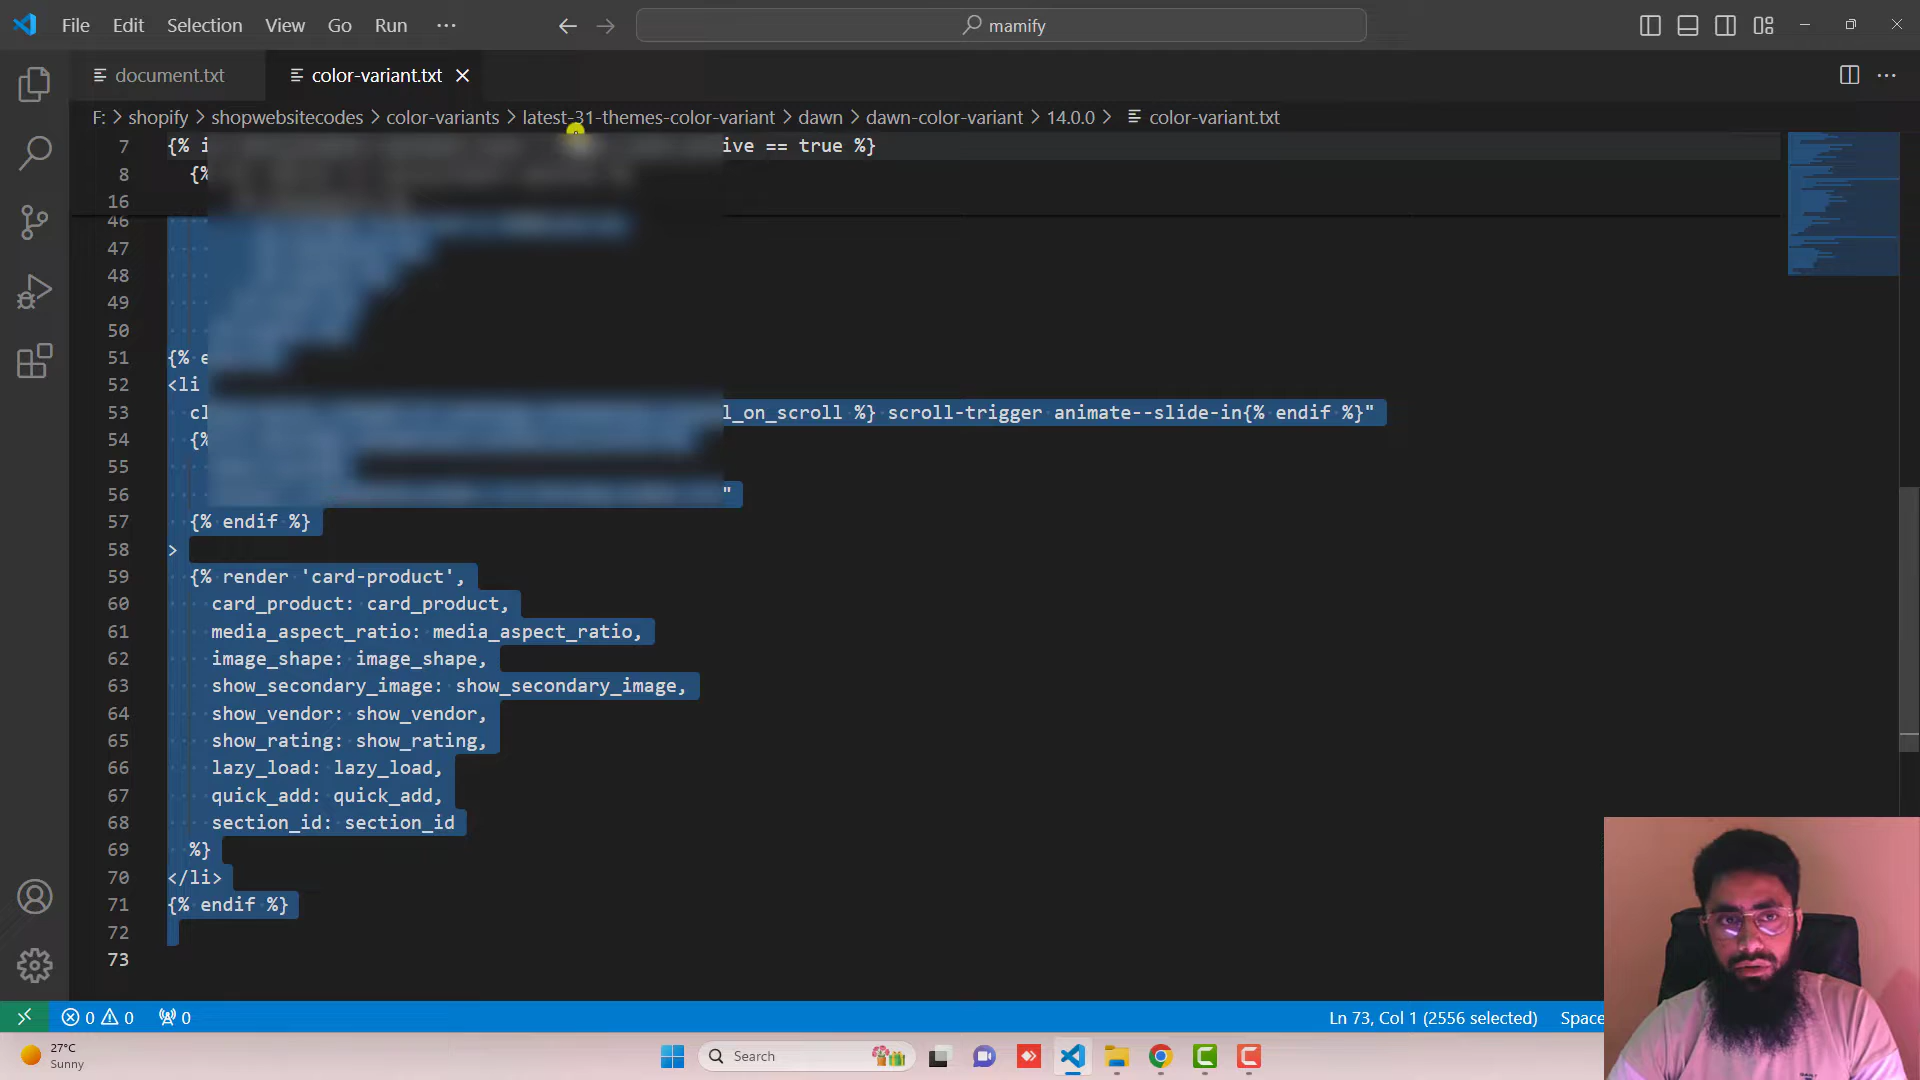 File Edit Selection View Go Run ...
mamify
document.txt
color-variant.txt
F: > shopify > shopwebsitecodes > color-variants > latest-31-themes-color-variant > dawn > dawn-color-variant > 14.0.0 > color-variant.txt
7 {% i ive == true %}
8 {%
16
46
47
48
49
50
51 {% e
52 <li
53 cl l_on_scroll %} scroll-trigger animate--slide-in{% endif %}"
54 {%
55
56 "
57 {% endif %}
58 >
59 {% render 'card-product',
60 card_product: card_product,
61 media_aspect_ratio: media_aspect_ratio,
62 image_shape: image_shape,
63 show_secondary_image: show_secondary_image,
64 show_vendor: show_vendor,
65 show_rating: show_rating,
66 lazy_load: lazy_load,
67 quick_add: quick_add,
68 section_id: section_id
69 %}
70 </li>
71 {% endif %}
72
73
0 0 0
Ln 73, Col 1 (2556 selected)
Space
27°C
Sunny
Search